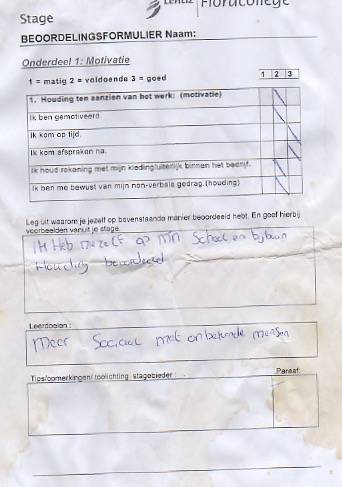 Lentiz Floracollege
Stage
BEOORDELINGSFORMULIER Naam:
Onderdeel 1: Motivatie
1 = matig 2 = voldoende 3 = goed
1 2 3
1. Houding ten aanzien van het werk: (motivatie)
Ik ben gemotiveerd
Ik kom op tijd.
Ik kom afspraken na.
Ik houd rekening met mijn kleding/uiterlijk binnen het bedrijf.
Ik ben me bewust van mijn non-verbale gedrag.(houding)
Leg uit waarom je jezelf op bovenstaande manier beoordeeld hebt. En geef hierbij
voorbeelden vanuit je stage.
Ik Heb mezelf op mn School en bijbaan
Houding beoordeeld
Leerdoelen :
Meer Sociaal met onbekende mensen
Tips/opmerkingen/ toelichting stagebieder :
Paraaf: